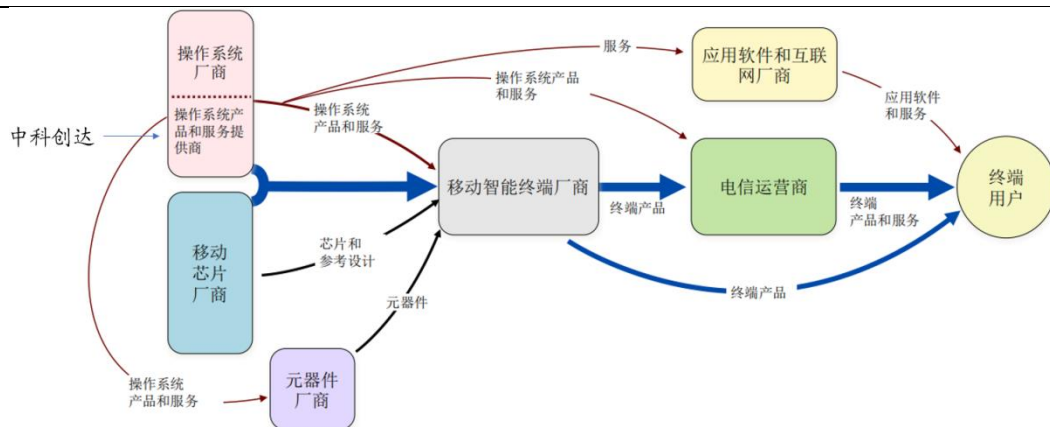 操作系统
厂商
操作系统产
品和服务提
供商
中科创达
移动
芯片
厂商
操作系统
产品和服务
元器件
厂商
服务
操作系统产品
和服务
操作系统
产品和服务
芯片和
参考设计
元器件
移动智能终端厂商
终端产品
应用软件和互联
网厂商
电信运营商
应用软件
和服务
终端
产品和服务
终端产品
终端
用户